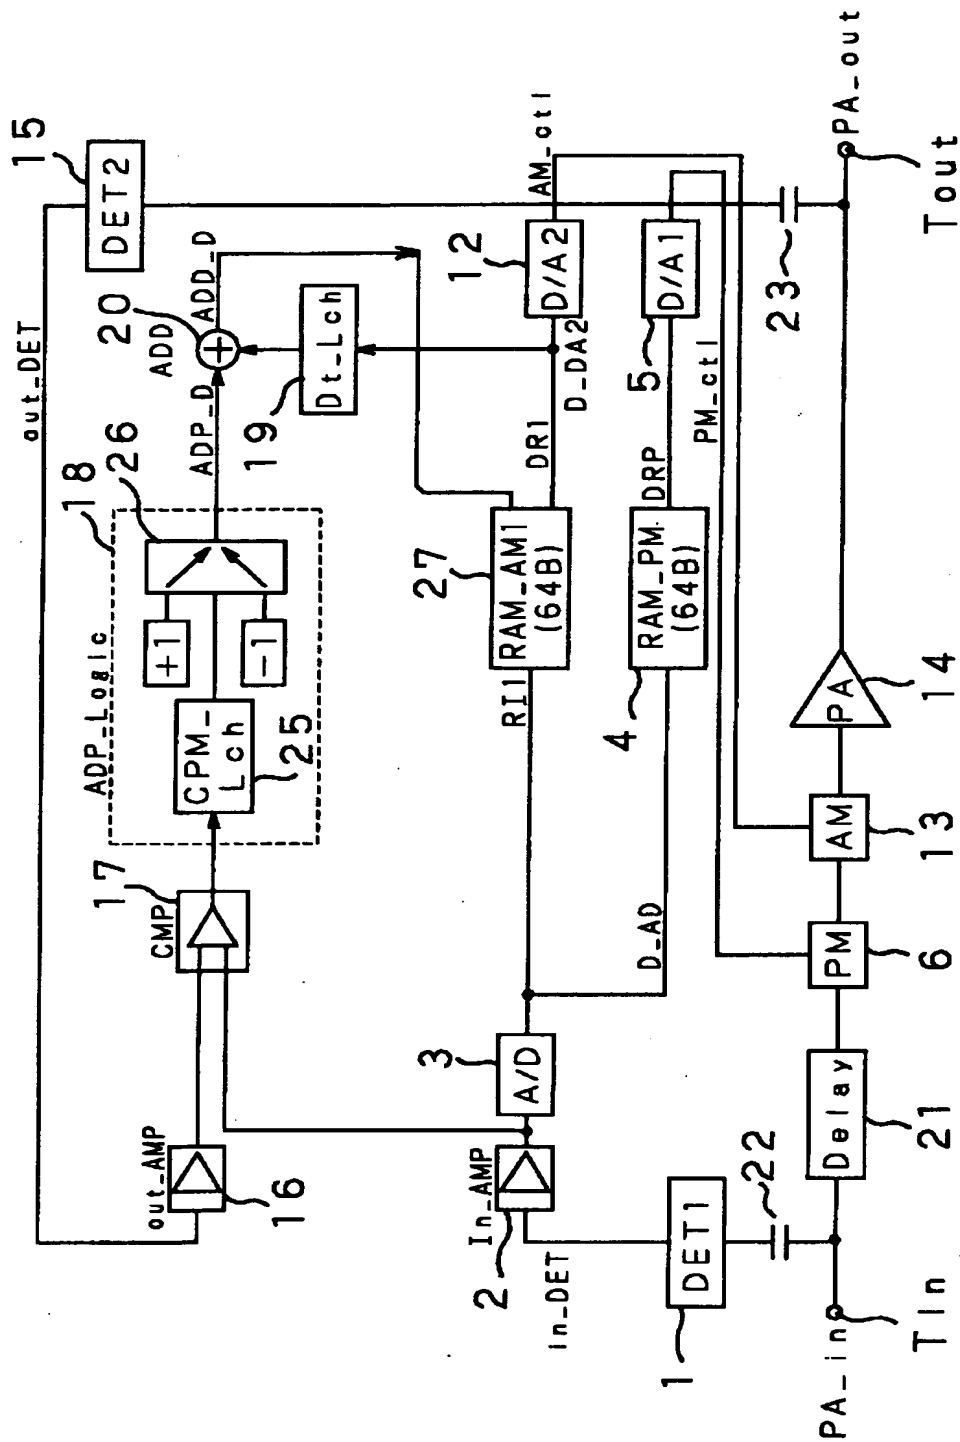 out_DET
15
DET2
ADP_Logic
18
26
+1
-1
CPM_
Lch
25
ADP_D
ADD
20
ADD_D
+
19
Dt_Lch
17
CMP
out_AMP
16
In_AMP
2
In_DET
3
A/D
RI1
27
RAM_AM1
(64B)
DR1
D_DA2
12
D/A2
AM_ctl
D_AD
4
RAM_PM
(64B)
DRP
5
D/A1
PM_ctl
1
DET1
22
23
PA_in
TIn
Delay
21
PM
6
AM
13
PA
14
PA_out
Tout